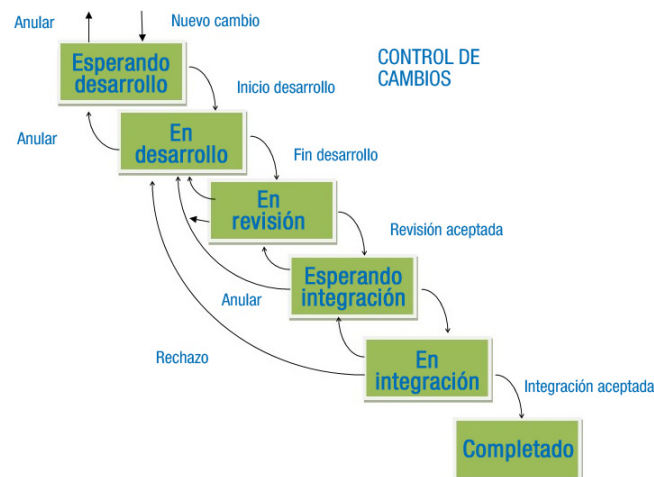 Anular
Nuevo cambio
CONTROL DE
CAMBIOS
Esperando
desarrollo
Inicio desarrollo
Anular
En
desarrollo
Fin desarrollo
En
revisión
Revisión aceptada
Esperando
integración
Anular
Rechazo
En
integración
Integración aceptada
Completado